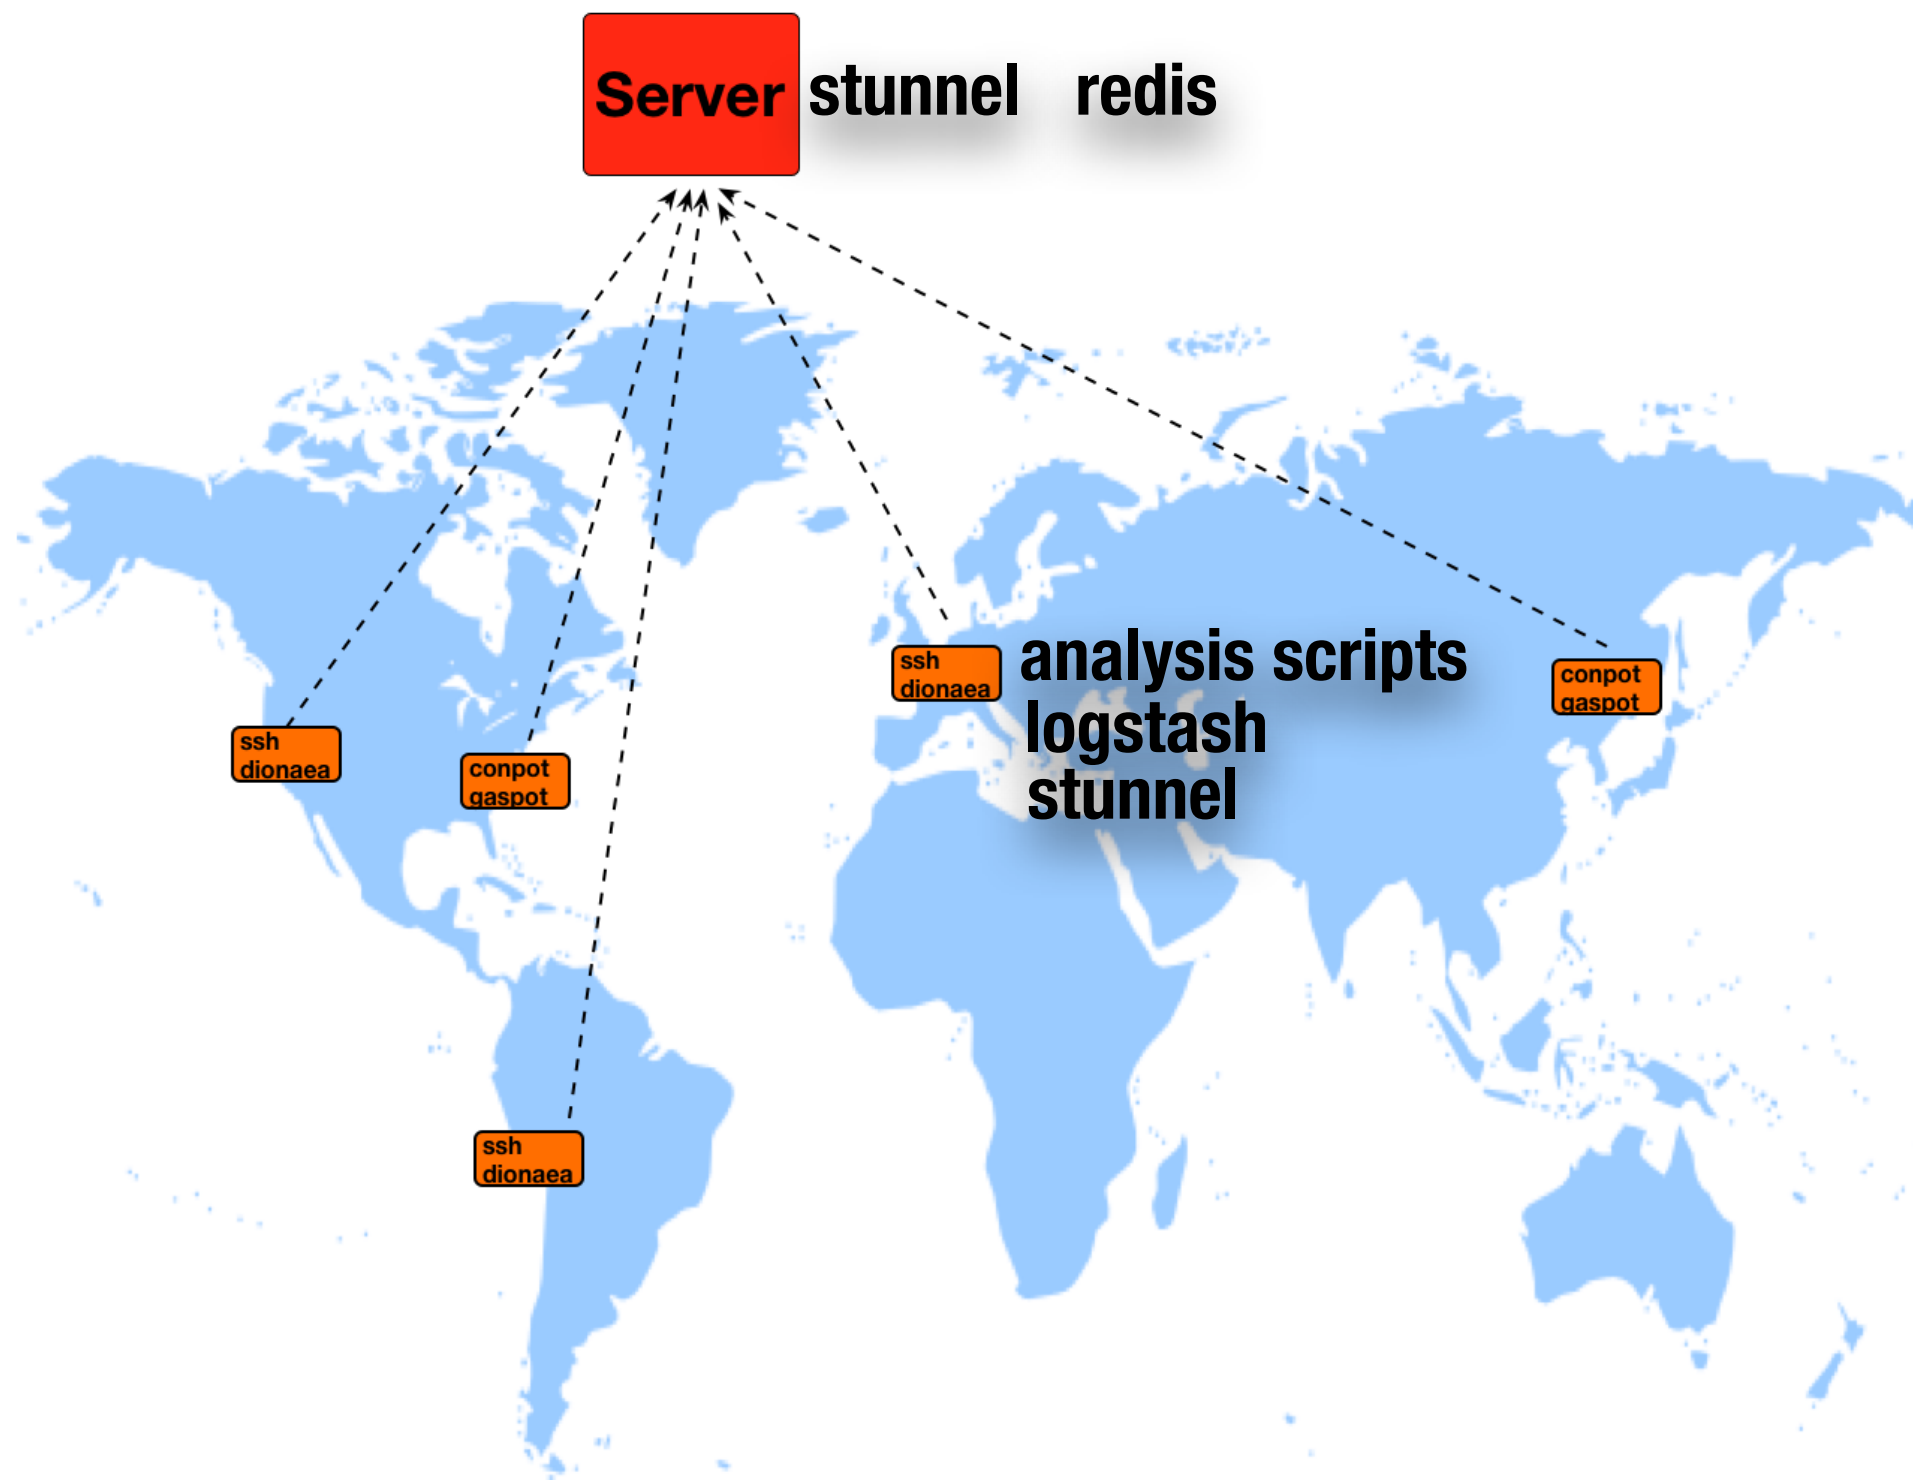 Server stunnel redis
ssh
dionaea
analysis scripts
logstash
stunnel
conpot
gaspot
ssh
dionaea
conpot
gaspot
ssh
dionaea